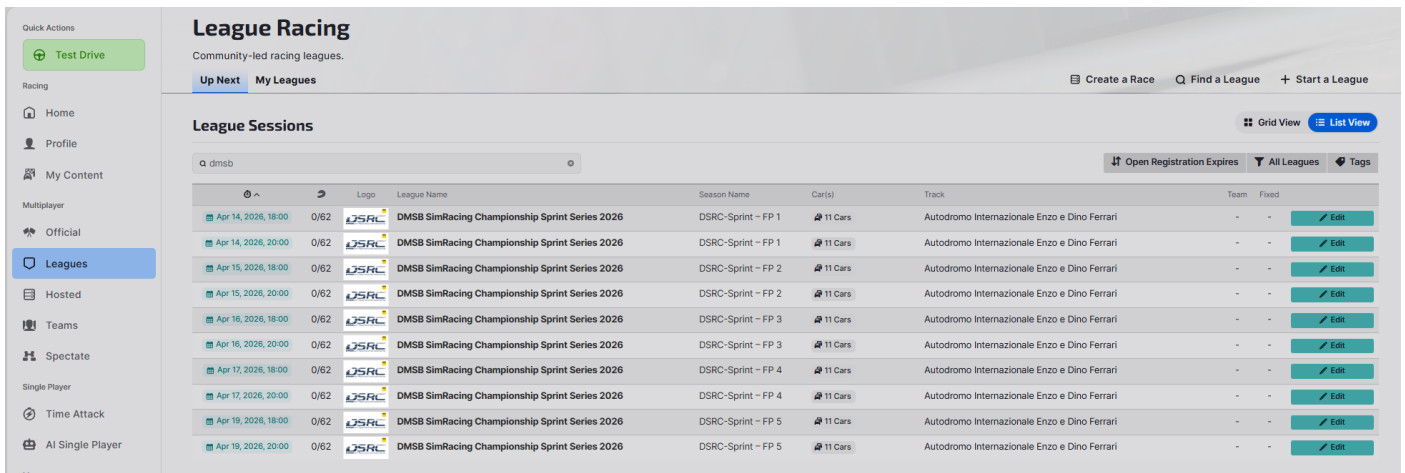 Quick Actions
Test Drive
Racing
Home
Profile
My Content
Multiplayer
Official
Leagues
Hosted
Teams
Spectate
Single Player
Time Attack
AI Single Player
League Racing
Community-led racing leagues.
Up Next My Leagues
Create a Race Find a League Start a League
League Sessions
Grid View List View
dmsb
Open Registration Expires All Leagues Tags
Logo League Name Season Name Car(s) Track Team Fixed
Apr 14, 2026, 18:00 0/62 DSRC DMSB SimRacing Championship Sprint Series 2026 DSRC-Sprint – FP 1 11 Cars Autodromo Internazionale Enzo e Dino Ferrari - - Edit
Apr 14, 2026, 20:00 0/62 DSRC DMSB SimRacing Championship Sprint Series 2026 DSRC-Sprint – FP 1 11 Cars Autodromo Internazionale Enzo e Dino Ferrari - - Edit
Apr 15, 2026, 18:00 0/62 DSRC DMSB SimRacing Championship Sprint Series 2026 DSRC-Sprint – FP 2 11 Cars Autodromo Internazionale Enzo e Dino Ferrari - - Edit
Apr 15, 2026, 20:00 0/62 DSRC DMSB SimRacing Championship Sprint Series 2026 DSRC-Sprint – FP 2 11 Cars Autodromo Internazionale Enzo e Dino Ferrari - - Edit
Apr 16, 2026, 18:00 0/62 DSRC DMSB SimRacing Championship Sprint Series 2026 DSRC-Sprint – FP 3 11 Cars Autodromo Internazionale Enzo e Dino Ferrari - - Edit
Apr 16, 2026, 20:00 0/62 DSRC DMSB SimRacing Championship Sprint Series 2026 DSRC-Sprint – FP 3 11 Cars Autodromo Internazionale Enzo e Dino Ferrari - - Edit
Apr 17, 2026, 18:00 0/62 DSRC DMSB SimRacing Championship Sprint Series 2026 DSRC-Sprint – FP 4 11 Cars Autodromo Internazionale Enzo e Dino Ferrari - - Edit
Apr 17, 2026, 20:00 0/62 DSRC DMSB SimRacing Championship Sprint Series 2026 DSRC-Sprint – FP 4 11 Cars Autodromo Internazionale Enzo e Dino Ferrari - - Edit
Apr 19, 2026, 18:00 0/62 DSRC DMSB SimRacing Championship Sprint Series 2026 DSRC-Sprint – FP 5 11 Cars Autodromo Internazionale Enzo e Dino Ferrari - - Edit
Apr 19, 2026, 20:00 0/62 DSRC DMSB SimRacing Championship Sprint Series 2026 DSRC-Sprint – FP 5 11 Cars Autodromo Internazionale Enzo e Dino Ferrari - - Edit